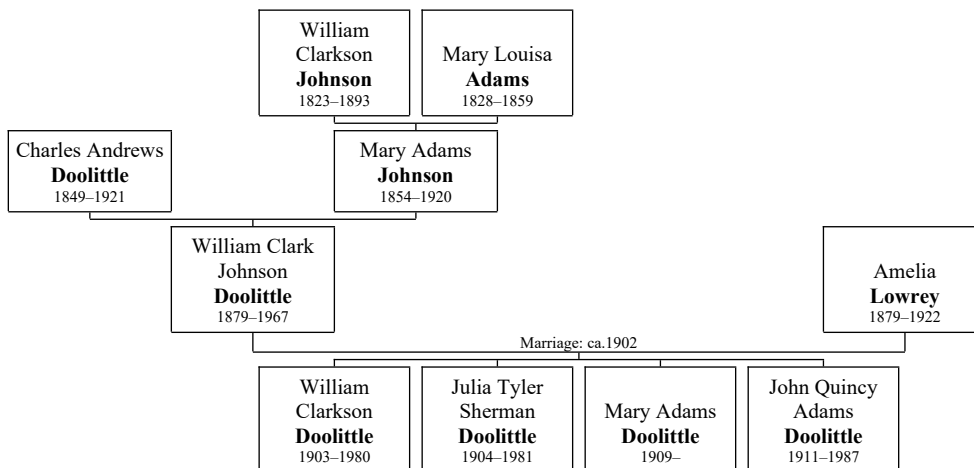 William
Clarkson
Johnson
1823–1893
Mary Louisa
Adams
1828–1859
Charles Andrews
Doolittle
1849–1921
Mary Adams
Johnson
1854–1920
William Clark
Johnson
Doolittle
1879–1967
Amelia
Lowrey
1879–1922
Marriage: ca.1902
William
Clarkson
Doolittle
1903–1980
Julia Tyler
Sherman
Doolittle
1904–1981
Mary Adams
Doolittle
1909–
John Quincy
Adams
Doolittle
1911–1987